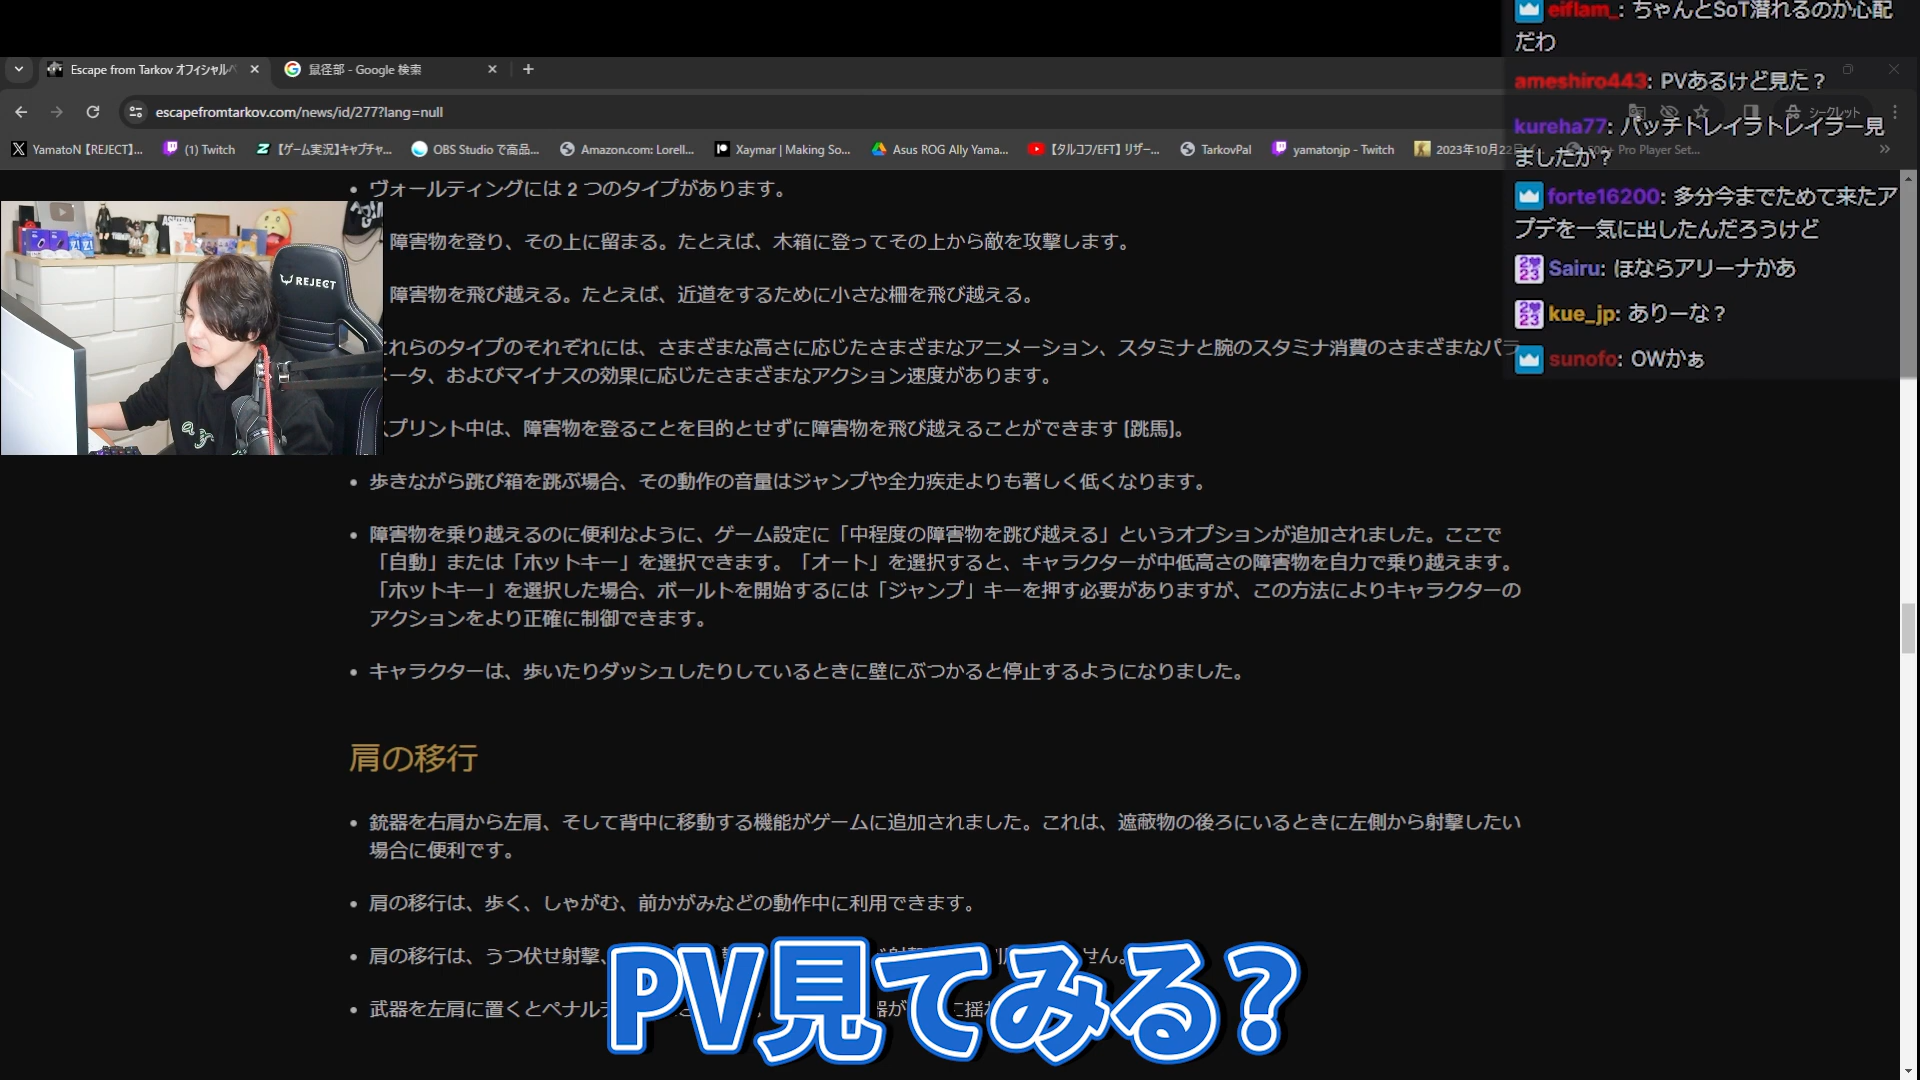 Escape from Tarkov オフィシャルペ
鼠径部 - Google 検索
escapefromtarkov.com/news/id/277?lang=null
シークレット
YamatoN【REJECT】...
(1) Twitch
【ゲーム実況】キャプチャ...
OBS Studio で高品...
Amazon.com: Lorell...
Xaymar | Making So...
Asus ROG Ally Yama...
【タルコフ/EFT】リザー...
TarkovPal
yamatonjp - Twitch
2023年10月22日
Pro Player Set...
ヴォールティングには 2 つのタイプがあります。
障害物を登り、その上に留まる。たとえば、木箱に登ってその上から敵を攻撃します。
障害物を飛び越える。たとえば、近道をするために小さな柵を飛び越える。
れらのタイプのそれぞれには、さまざまな高さに応じたさまざまなアニメーション、スタミナと腕のスタミナ消費のさまざまなパラ
ータ、およびマイナスの効果に応じたさまざまなアクション速度があります。
スプリント中は、障害物を登ることを目的とせずに障害物を飛び越えることができます [跳馬]。
歩きながら跳び箱を跳ぶ場合、その動作の音量はジャンプや全力疾走よりも著しく低くなります。
障害物を乗り越えるのに便利なように、ゲーム設定に「中程度の障害物を跳び越える」というオプションが追加されました。ここで
「自動」または「ホットキー」を選択できます。「オート」を選択すると、キャラクターが中低高さの障害物を自力で乗り越えます。
「ホットキー」を選択した場合、ボールトを開始するには「ジャンプ」キーを押す必要がありますが、この方法によりキャラクターの
アクションをより正確に制御できます。
キャラクターは、歩いたりダッシュしたりしているときに壁にぶつかると停止するようになりました。
肩の移行
銃器を右肩から左肩、そして背中に移動する機能がゲームに追加されました。これは、遮蔽物の後ろにいるときに左側から射撃したい
場合に便利です。
肩の移行は、歩く、しゃがむ、前かがみなどの動作中に利用できます。
肩の移行は、うつ伏せ射撃、
せん。
武器を左肩に置くとペナルテ
PV見てみる?
REJECT
eiflam_: ちゃんとSoT潜れるのか心配
だわ
ameshiro443: PVあるけど見た？
kureha77: パッチトレイラトレイラー見
ましたか？
forte16200: 多分今までためて来たア
プデを一気に出したんだろうけど
Sairu: ほならアリーナかあ
kue_jp: ありーな？
sunofo: OWかぁ